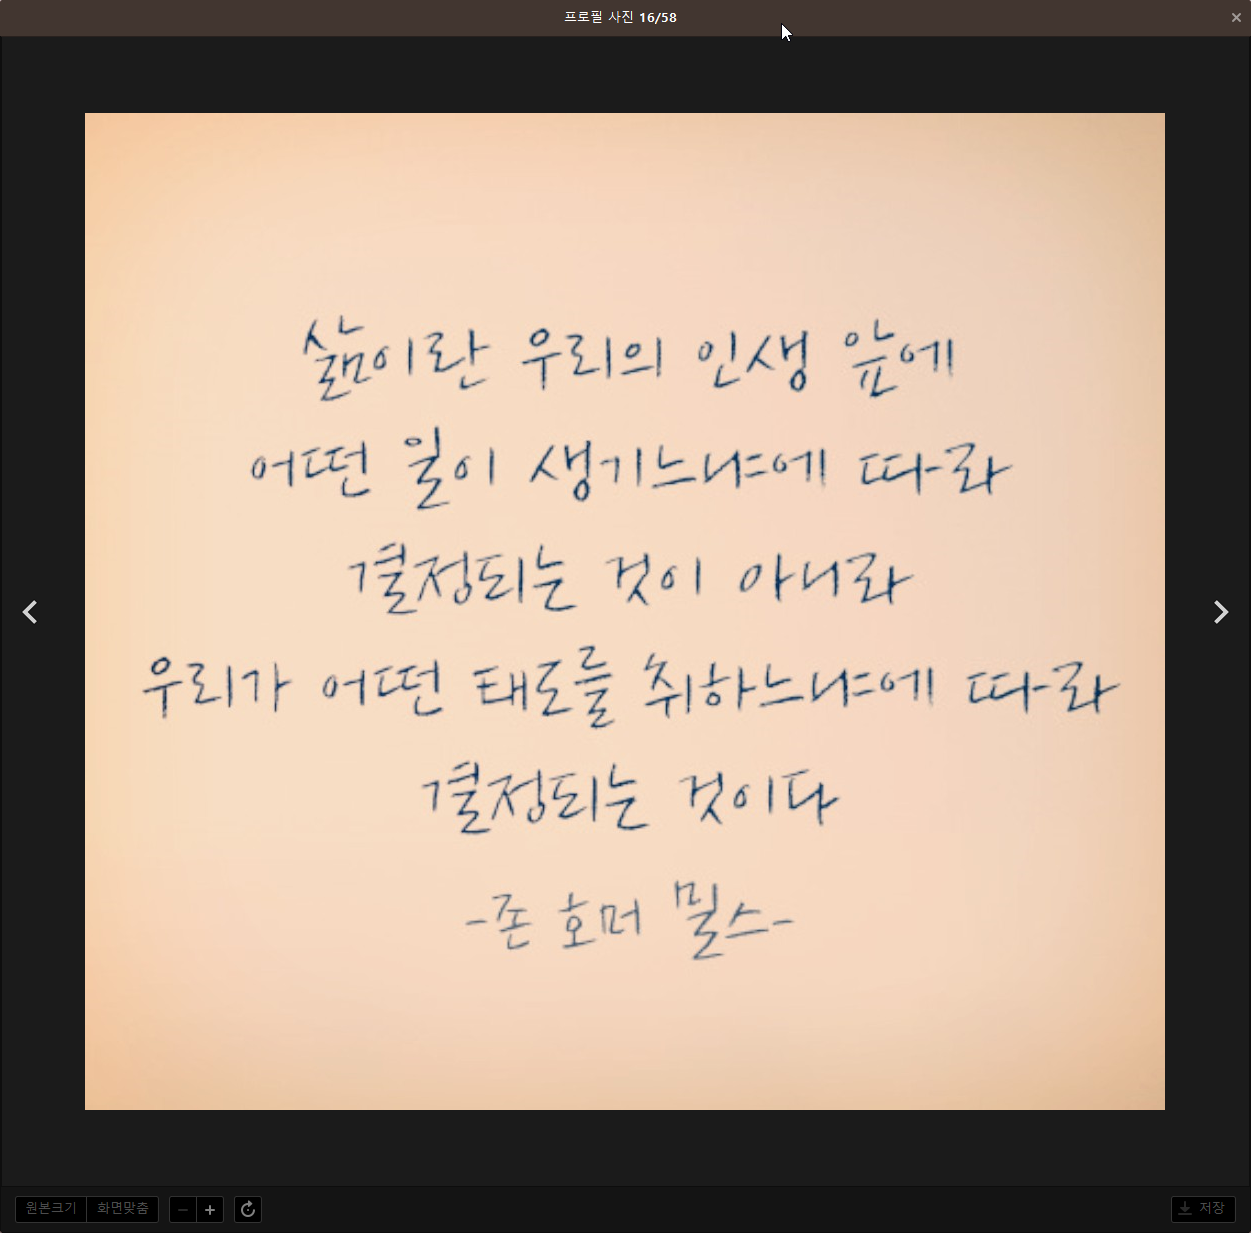 프로필 사진 16/58
삶이란 우리의 인생 앞에
어떤 일이 생기느냐에 따라
결정되는 것이 아니라
우리가 어떤 태도를 취하느냐에 따라
결정되는 것이다
-존 호머 밀스-
원본크기 화면맞춤
저장